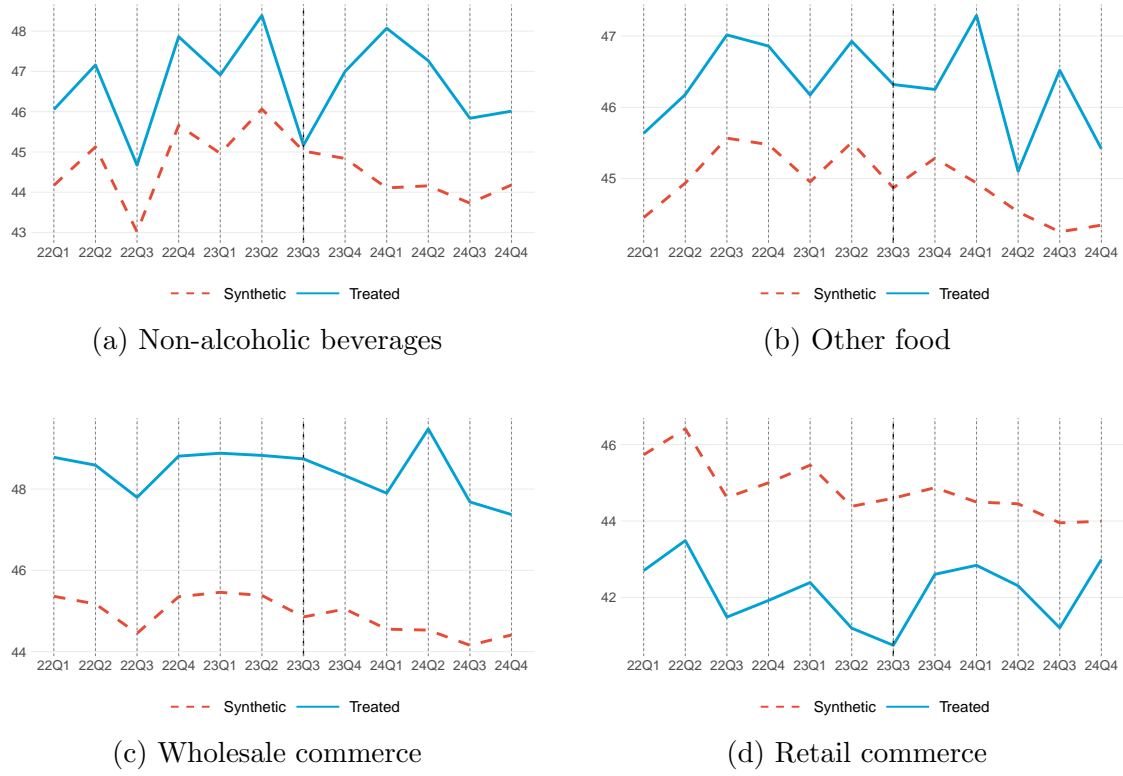 48
47
46
45
44
43
22Q1 22Q2 22Q3 22Q4 23Q1 23Q2 23Q3 23Q4 24Q1 24Q2 24Q3 24Q4
Synthetic Treated
(a) Non-alcoholic beverages
47
46
45
22Q1 22Q2 22Q3 22Q4 23Q1 23Q2 23Q3 23Q4 24Q1 24Q2 24Q3 24Q4
Synthetic Treated
(b) Other food
48
46
44
22Q1 22Q2 22Q3 22Q4 23Q1 23Q2 23Q3 23Q4 24Q1 24Q2 24Q3 24Q4
Synthetic Treated
(c) Wholesale commerce
46
44
42
22Q1 22Q2 22Q3 22Q4 23Q1 23Q2 23Q3 23Q4 24Q1 24Q2 24Q3 24Q4
Synthetic Treated
(d) Retail commerce